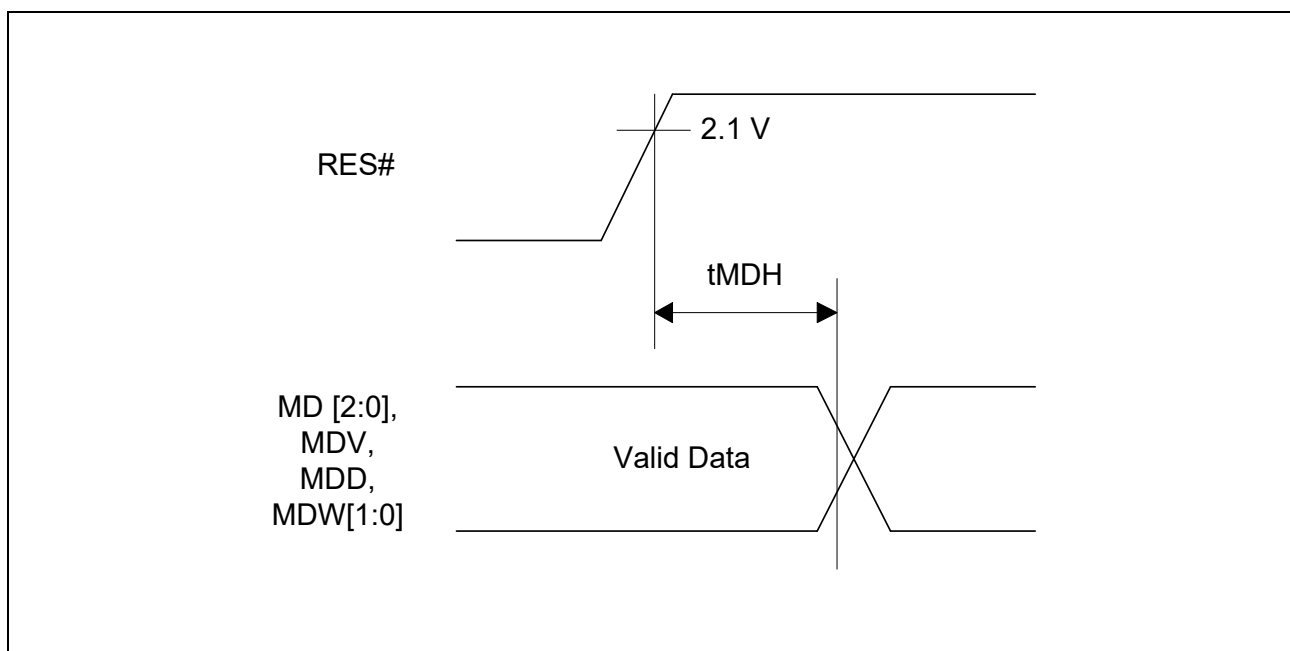 2.1 V
RES#
tMDH
MD [2:0],
MDV,
MDD,
MDW[1:0]
Valid Data